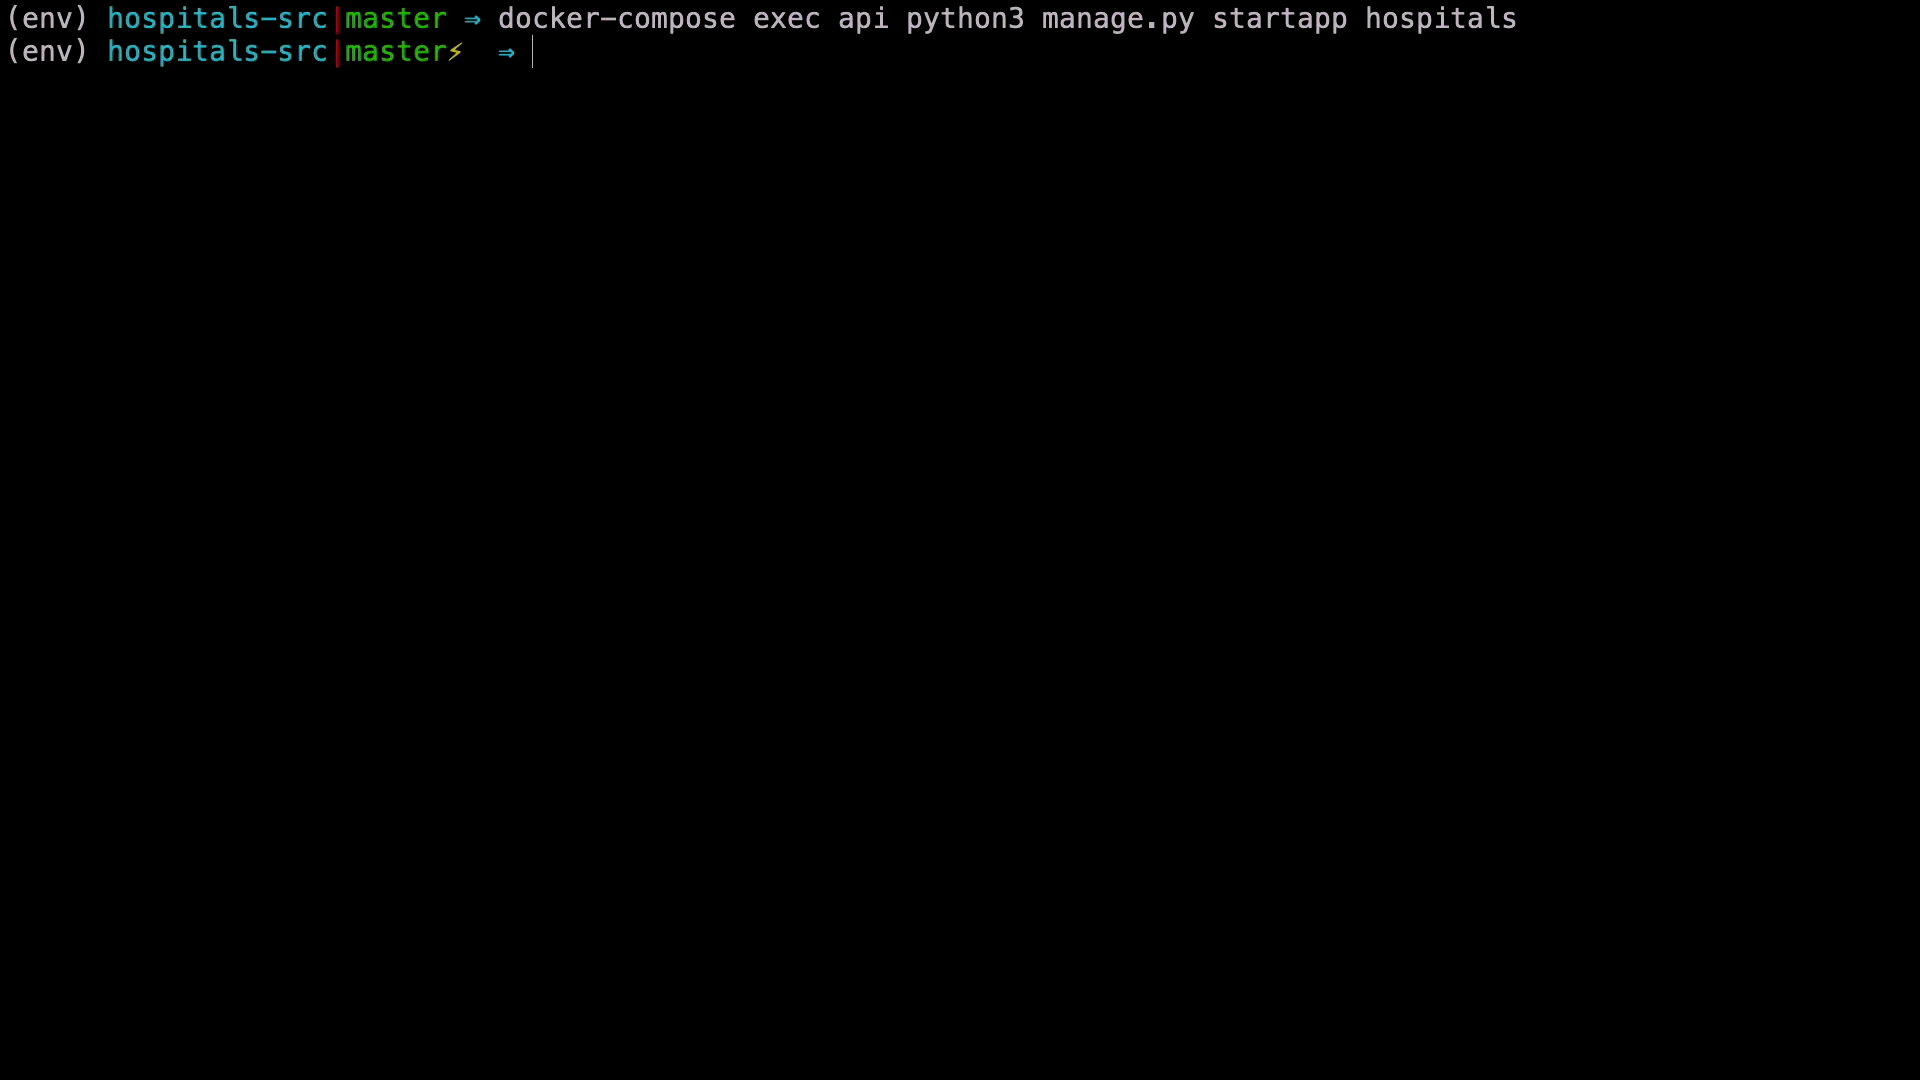 (env) hospitals-src|master ⇒ docker-compose exec api python3 manage.py startapp hospitals
(env) hospitals-src|master⚡ ⇒